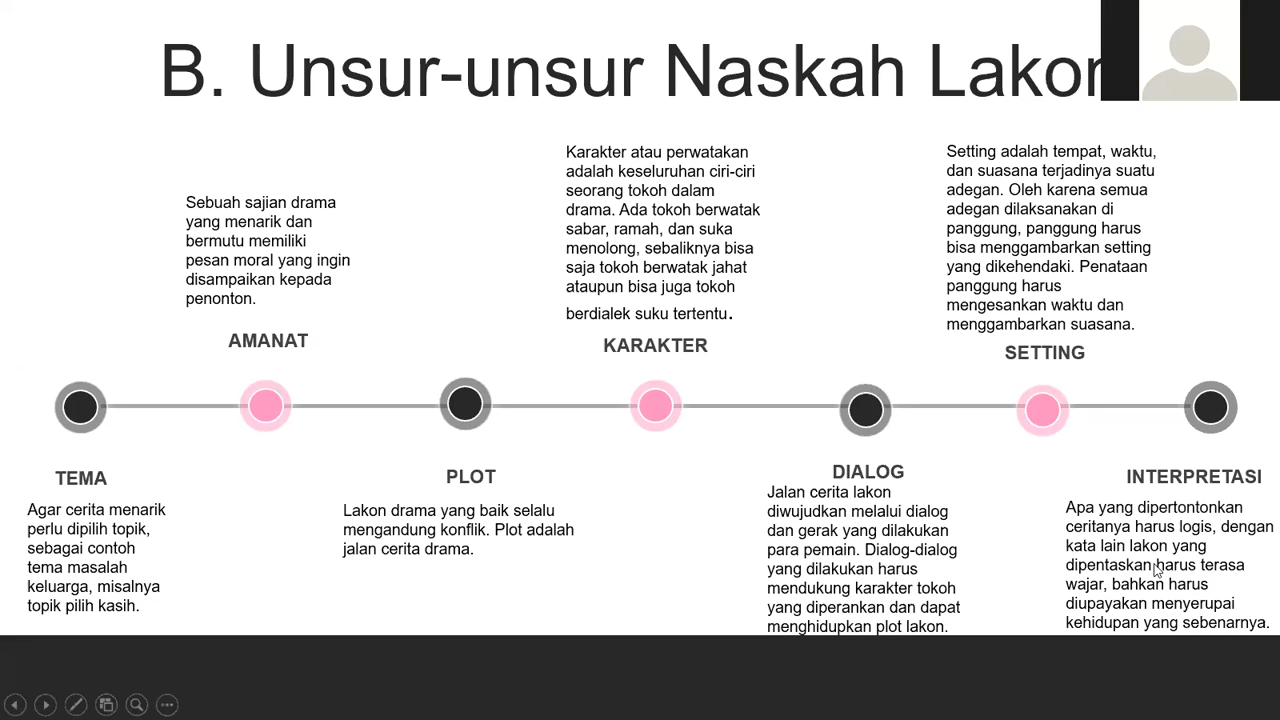 B. Unsur-unsur Naskah Lakon
Sebuah sajian drama
yang menarik dan
bermutu memiliki
pesan moral yang ingin
disampaikan kepada
penonton.
AMANAT
Karakter atau perwatakan
adalah keseluruhan ciri-ciri
seorang tokoh dalam
drama. Ada tokoh berwatak
sabar, ramah, dan suka
menolong, sebaliknya bisa
saja tokoh berwatak jahat
ataupun bisa juga tokoh
berdialek suku tertentu.
KARAKTER
Setting adalah tempat, waktu,
dan suasana terjadinya suatu
adegan. Oleh karena semua
adegan dilaksanakan di
panggung, panggung harus
bisa menggambarkan setting
yang dikehendaki. Penataan
panggung harus
mengesankan waktu dan
menggambarkan suasana.
SETTING
TEMA
Agar cerita menarik
perlu dipilih topik,
sebagai contoh
tema masalah
keluarga, misalnya
topik pilih kasih.
PLOT
Lakon drama yang baik selalu
mengandung konflik. Plot adalah
jalan cerita drama.
DIALOG
Jalan cerita lakon
diwujudkan melalui dialog
dan gerak yang dilakukan
para pemain. Dialog-dialog
yang dilakukan harus
mendukung karakter tokoh
yang diperankan dan dapat
menghidupkan plot lakon.
INTERPRETASI
Apa yang dipertontonkan
ceritanya harus logis, dengan
kata lain lakon yang
dipentaskan harus terasa
wajar, bahkan harus
diupayakan menyerupai
kehidupan yang sebenarnya.